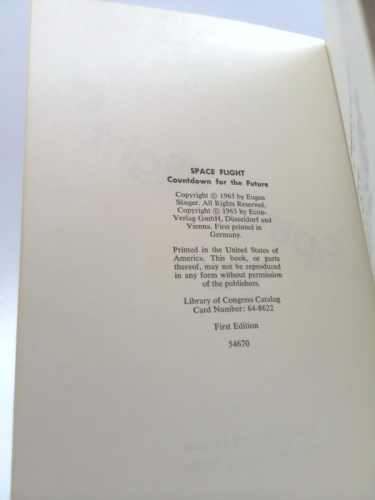 SPACE FLIGHT
Countdown for the Future
Copyright © 1965 by Eugen
Sänger. All Rights Reserved.
Copyright © 1963 by Econ-
Verlag GmbH, Düsseldorf und
Vienna. First printed in
Germany.
Printed in the United States of
America. This book, or parts
thereof, may not be reproduced
in any form without permission
of the publishers.
Library of Congress Catalog
Card Number: 64-8622
First Edition
54670